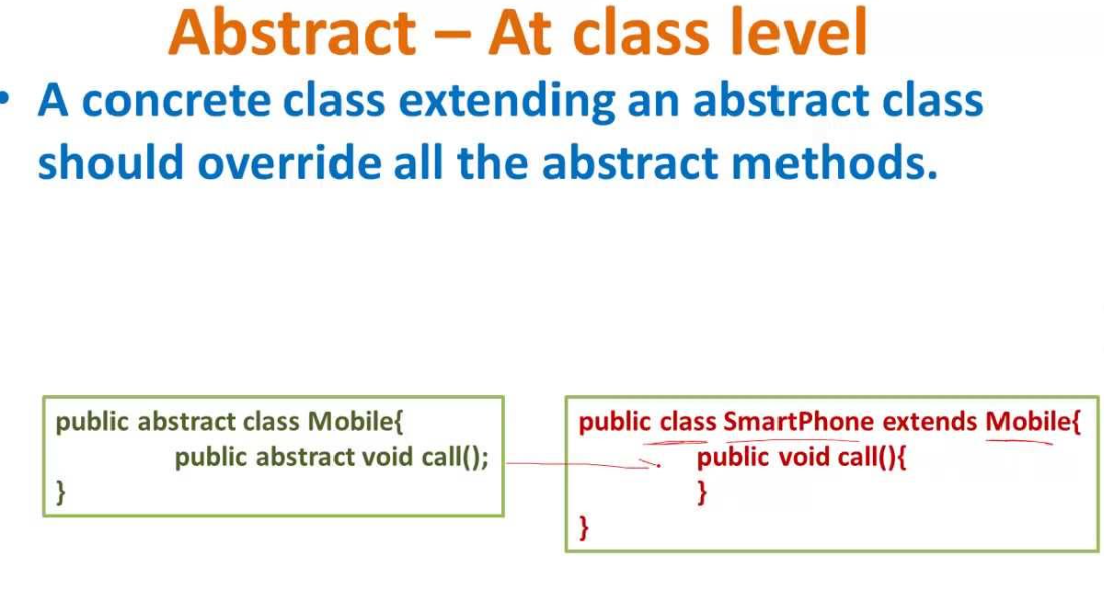 Abstract – At class level
• A concrete class extending an abstract class
should override all the abstract methods.
public abstract class Mobile{
public abstract void call();
}
public class SmartPhone extends Mobile{
public void call(){
}
}